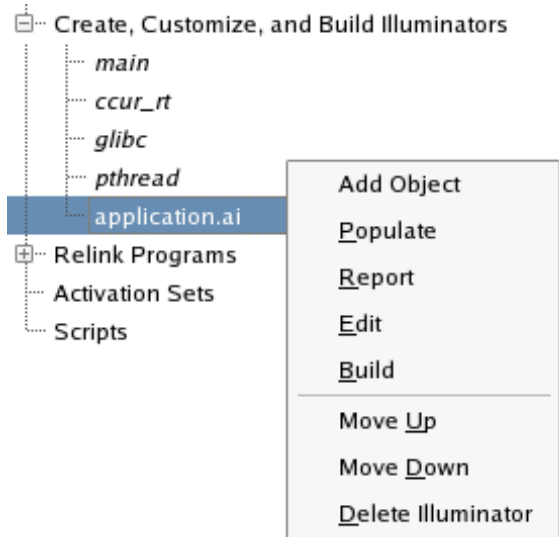 Create, Customize, and Build Illuminators
main
ccur_rt
glibc
pthread
application.ai
Relink Programs
Activation Sets
Scripts
Add Object
Populate
Report
Edit
Build
Move Up
Move Down
Delete Illuminator